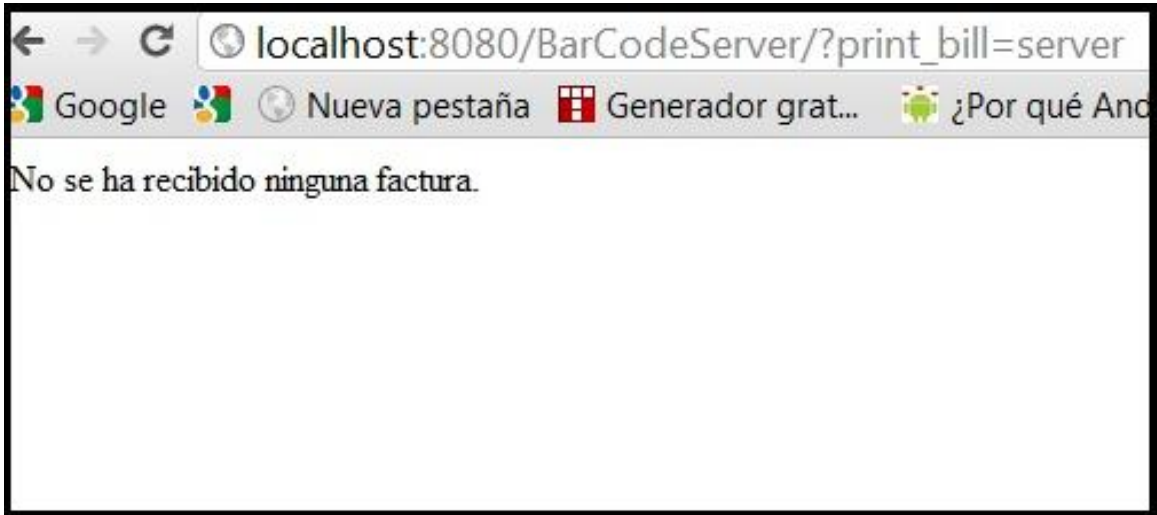 localhost:8080/BarCodeServer/?print_bill=server
Google Nueva pestaña Generador grat... ¿Por qué And
No se ha recibido ninguna factura.